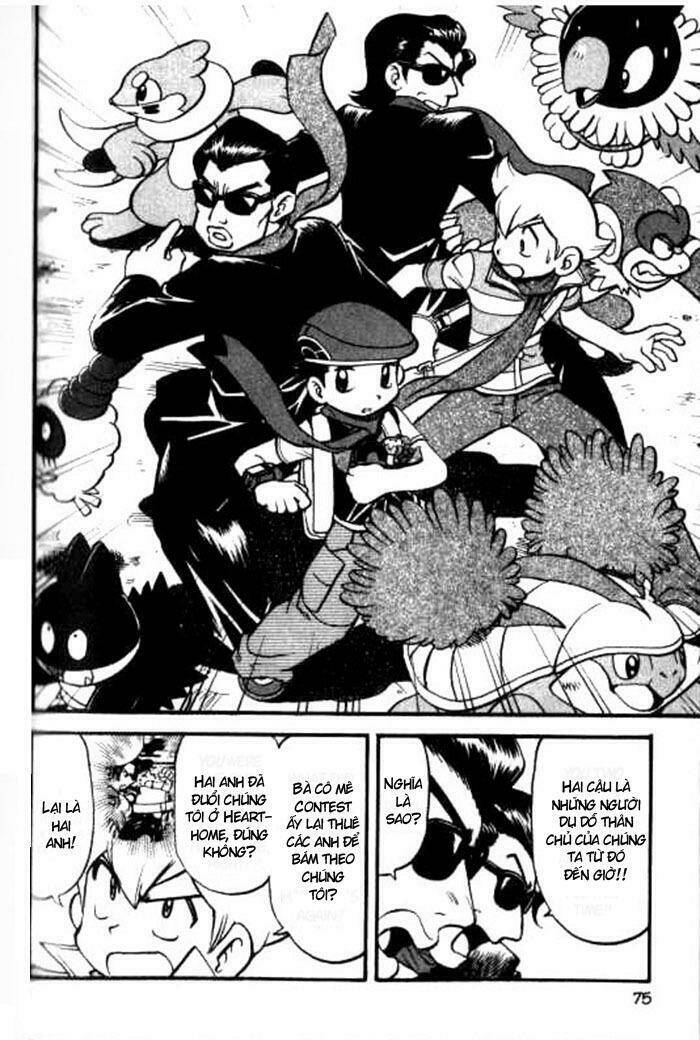 HAI CẬU LÀ
NHỮNG NGƯỜI
DỤ DỖ THÂN
CHỦ CỦA CHÚNG
TA TỪ ĐÓ
ĐẾN GIỜ!!
NGHĨA
LÀ
SAO?
BÀ CÓ MÊ
CONTEST
ẤY LẠI THUÊ
CÁC ANH ĐỂ
BÁM THEO
CHÚNG
TÔI?
HAI ANH ĐÃ
ĐUỔI CHÚNG
TÔI Ở HEART-
HOME, ĐÚNG
KHÔNG?
LẠI LÀ
HAI
ANH!
75